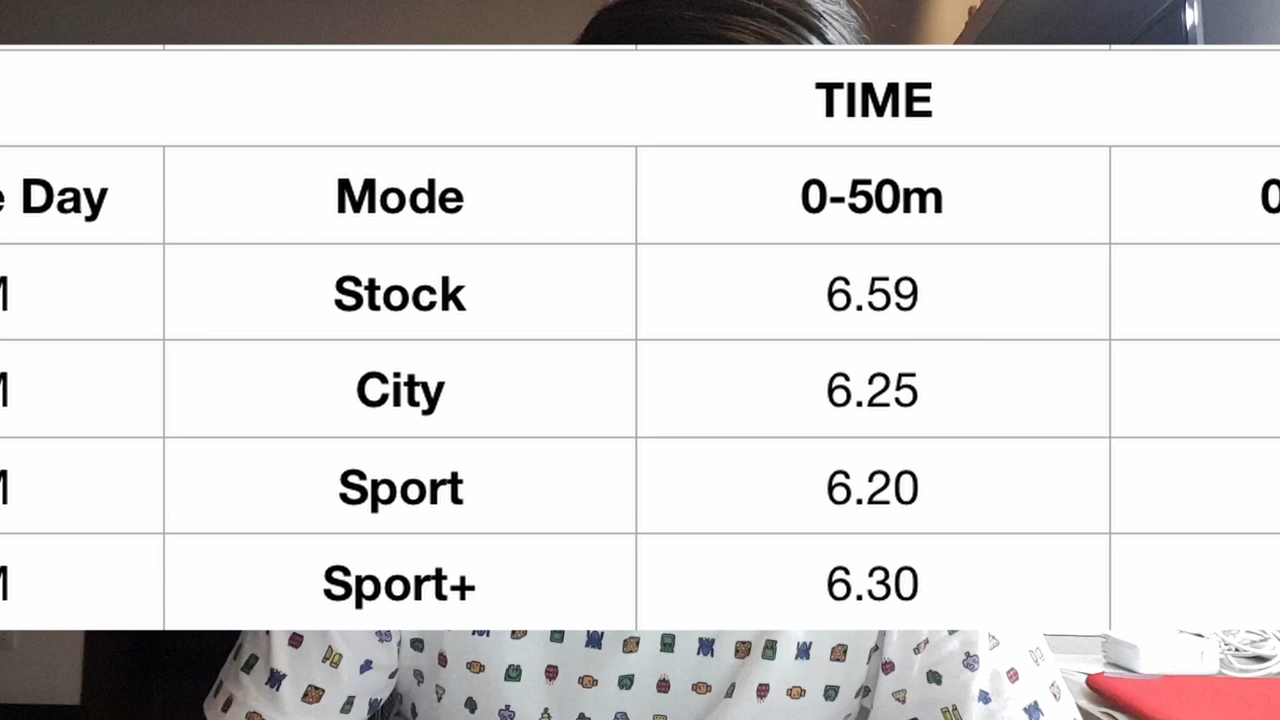 TIME
Day Mode 0-50m
Stock 6.59
City 6.25
Sport 6.20
Sport+ 6.30